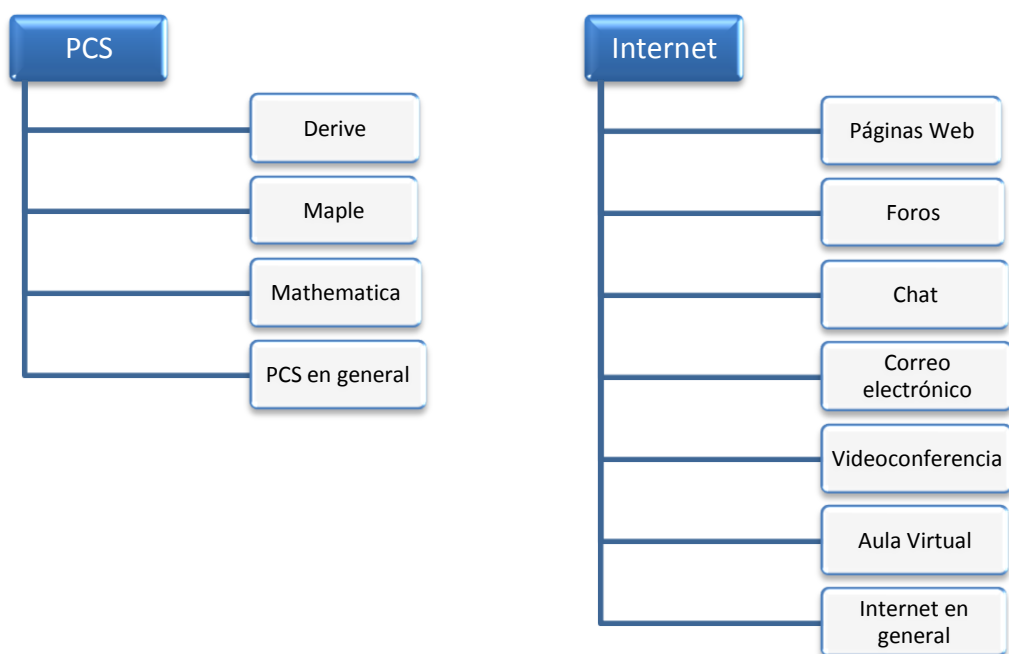 PCS
Derive
Maple
Mathematica
PCS en general
Internet
Páginas Web
Foros
Chat
Correo
electrónico
Videoconferencia
Aula Virtual
Internet en
general